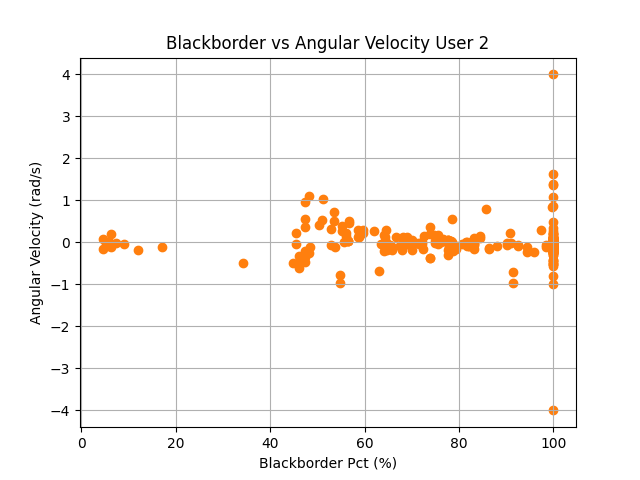 Blackborder vs Angular Velocity User 2
Angular Velocity (rad/s)
4
3
2
1
0
−1
−2
−3
−4
0 20 40 60 80 100
Blackborder Pct (%)